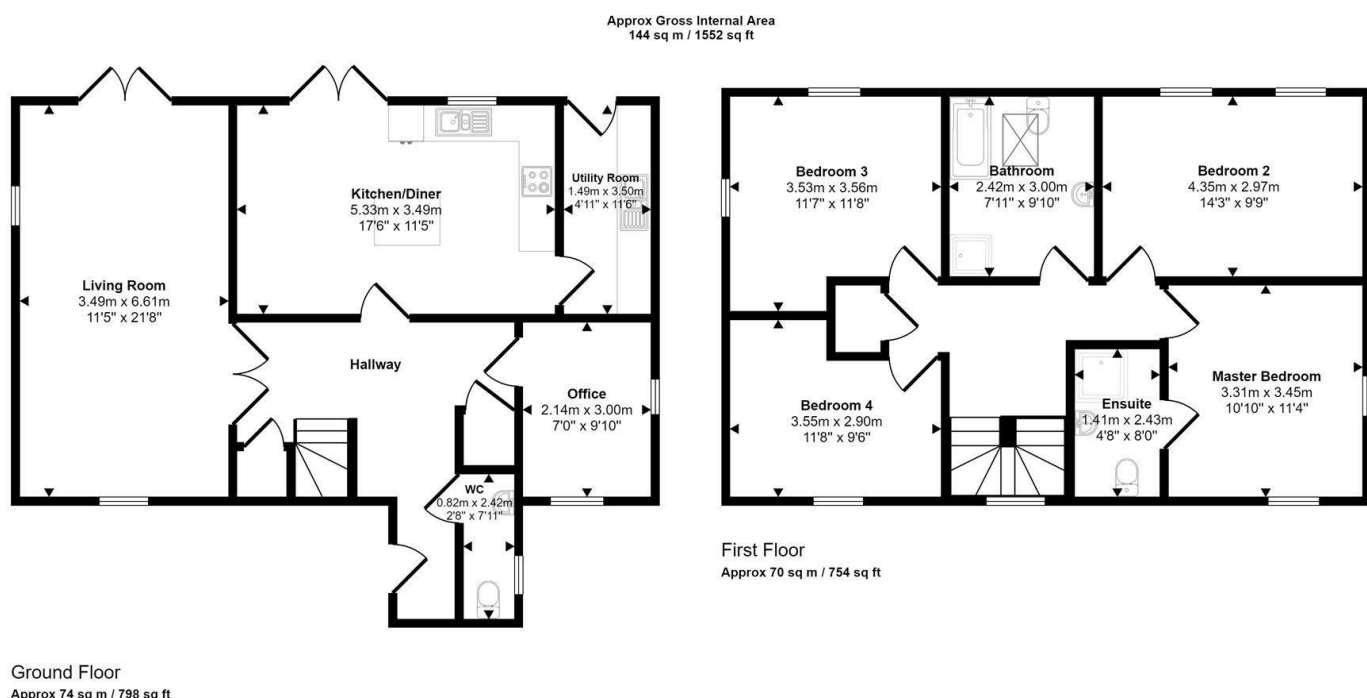 Approx Gross Internal Area
144 sq m / 1552 sq ft
Kitchen/Diner
5.33m x 3.49m
17'6" x 11'5"
Utility Room
1.49m x 3.50m
4'11" x 11'6"
Living Room
3.49m x 6.61m
11'5" x 21'8"
Hallway
Office
2.14m x 3.00m
7'0" x 9'10"
WC
0.82m x 2.42m
2'8" x 7'11"
Ground Floor
Approx 74 sq m / 798 sq ft
Bedroom 3
3.53m x 3.56m
11'7" x 11'8"
Bathroom
2.42m x 3.00m
7'11" x 9'10"
Bedroom 2
4.35m x 2.97m
14'3" x 9'9"
Bedroom 4
3.55m x 2.90m
11'8" x 9'6"
Ensuite
1.41m x 2.43m
4'8" x 8'0"
Master Bedroom
3.31m x 3.45m
10'10" x 11'4"
First Floor
Approx 70 sq m / 754 sq ft